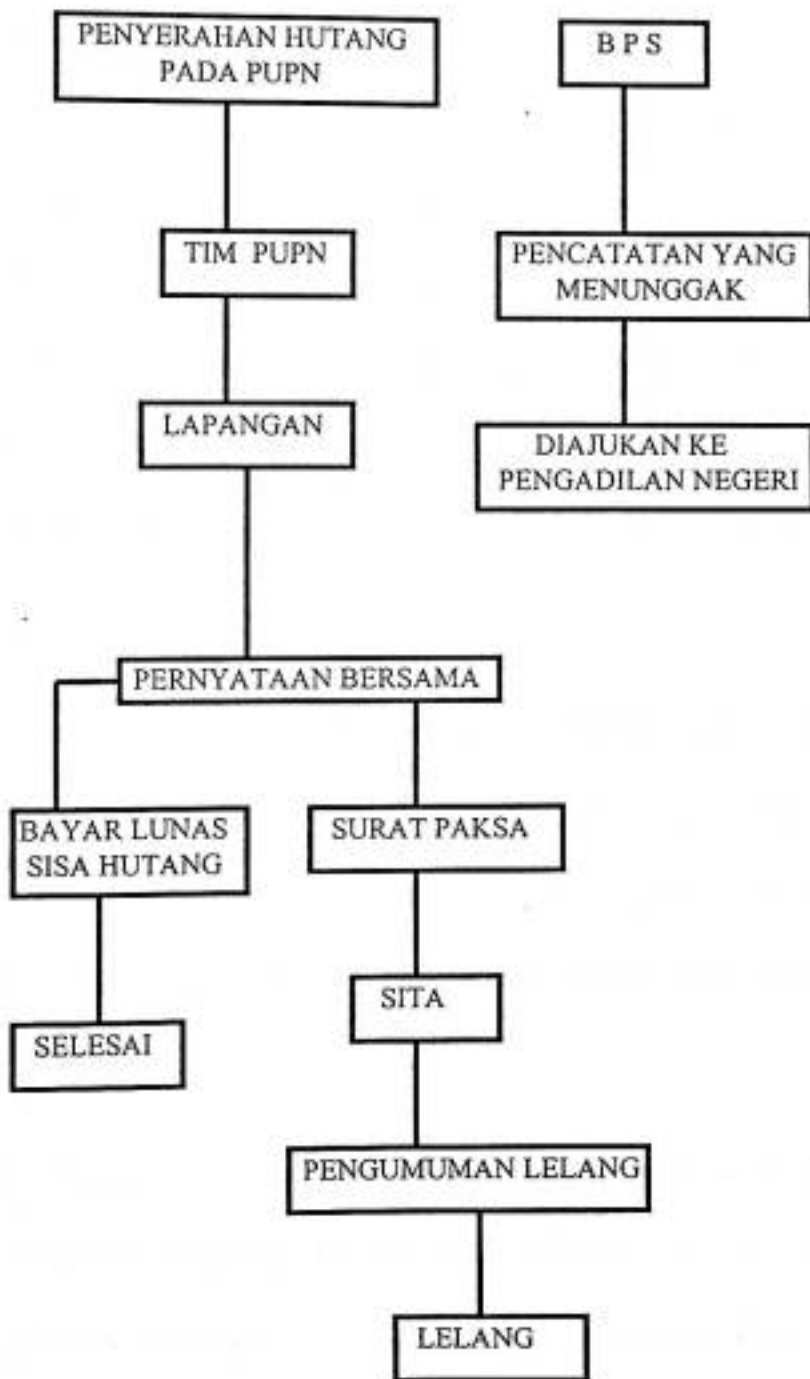 PENYERAHAN HUTANG
PADA PUPN
B P S
TIM PUPN
PENCATATAN YANG
MENUNGGAK
LAPANGAN
DIAJUKAN KE
PENGADILAN NEGERI
PERNYATAAN BERSAMA
BAYAR LUNAS
SISA HUTANG
SURAT PAKSA
SITA
SELESAI
PENGUMUMAN LELANG
LELANG